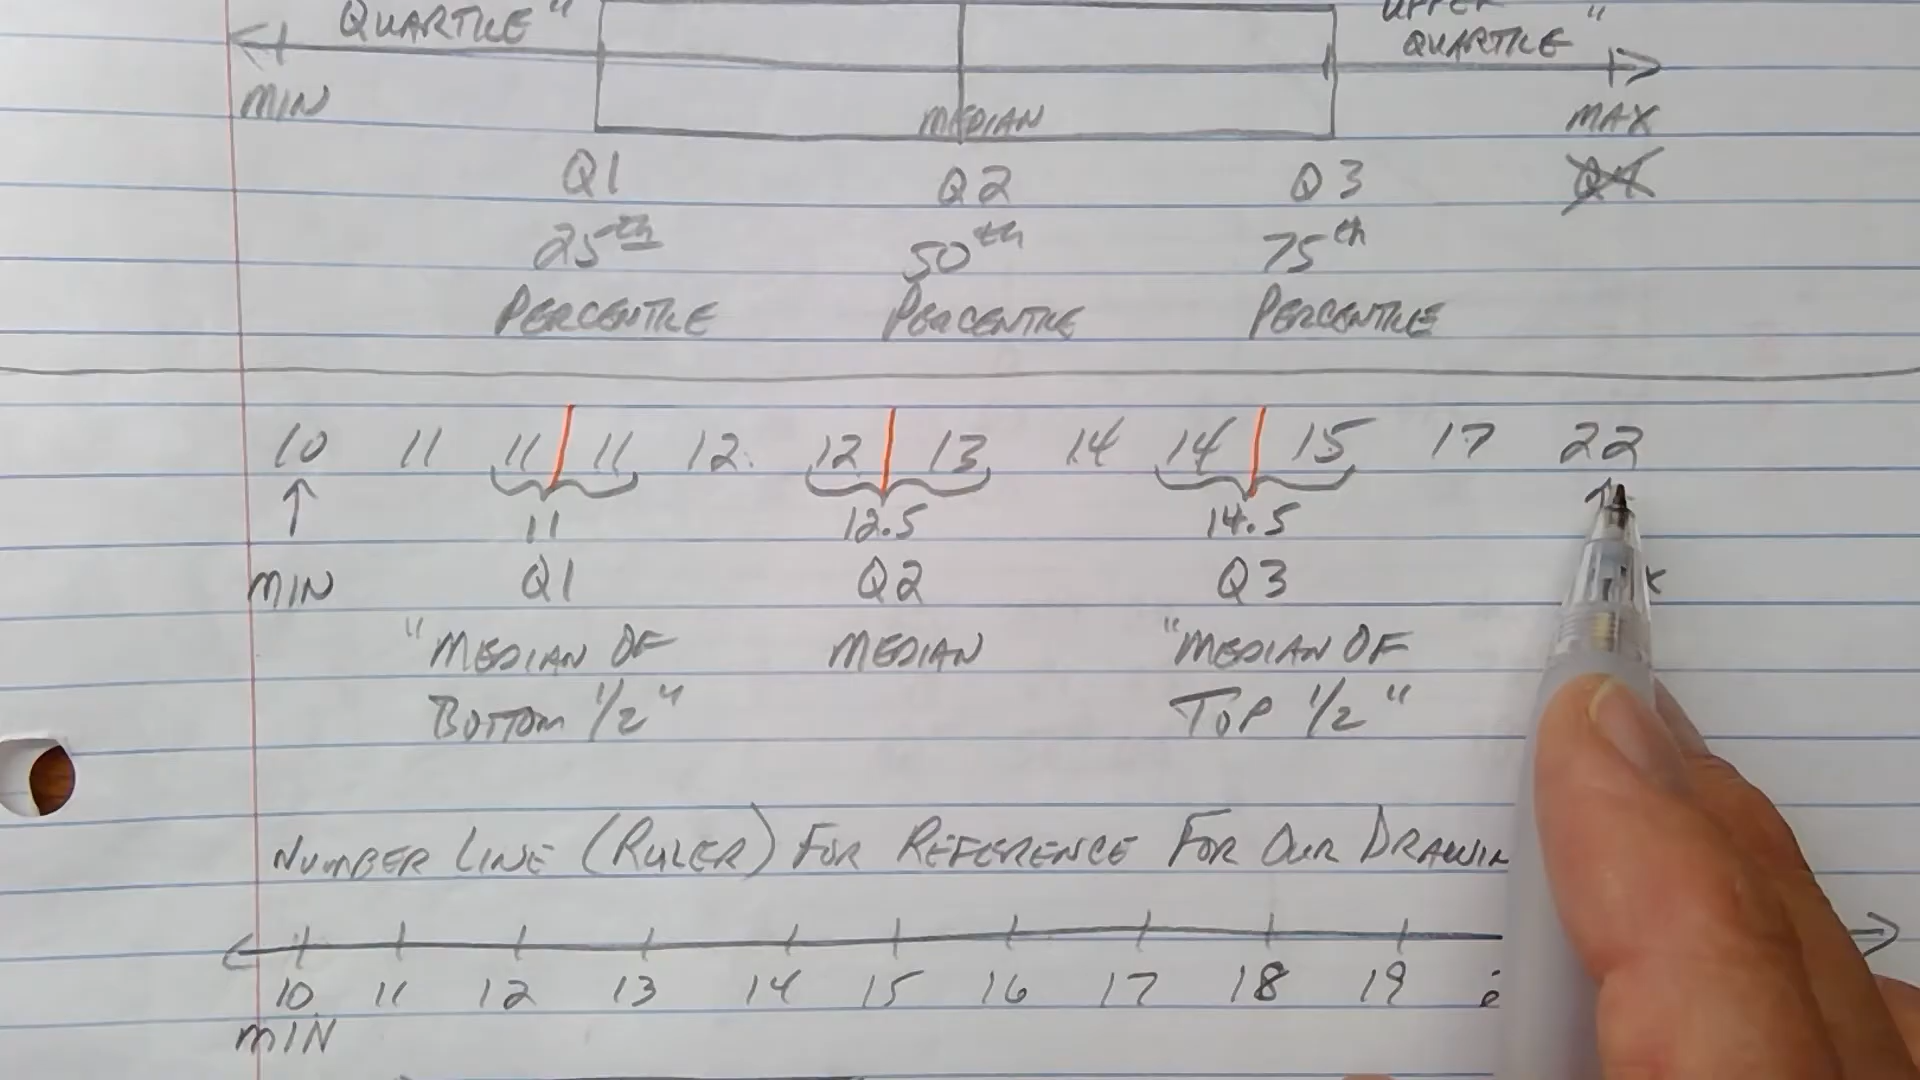 QUARTILE"
UPPER
QUARTILE"
MIN MEDIAN MAX
Q1 Q2 Q3 Q4
25th 50th 75th
PERCENTILE PERCENTILE PERCENTILE
10 11 11 11 12 12 13 14 14 15 17 22
11 12.5 14.5
MIN Q1 Q2 Q3
"MEDIAN OF MEDIAN "MEDIAN OF
BOTTOM 1/2" TOP 1/2"
NUMBER LINE (RULER) FOR REFERENCE FOR OUR DRAWIN
10 11 12 13 14 15 16 17 18 19
MIN